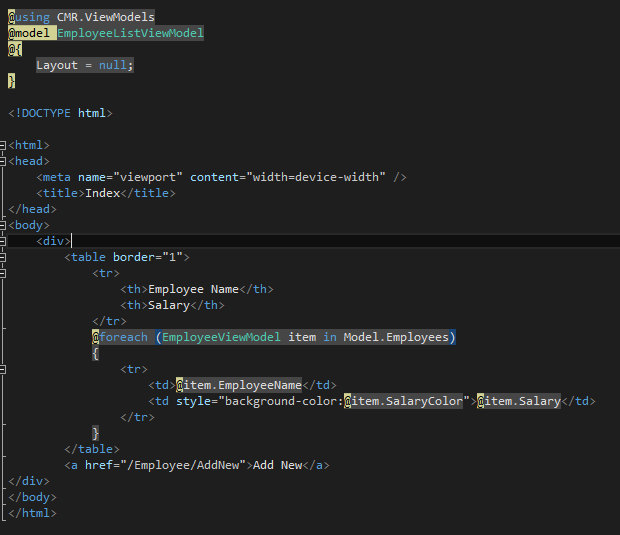 @using CMR.ViewModels
@model EmployeeListViewModel
@{
    Layout = null;
}
<!DOCTYPE html>
<html>
<head>
    <meta name="viewport" content="width=device-width" />
    <title>Index</title>
</head>
<body>
    <div>
        <table border="1">
            <tr>
                <th>Employee Name</th>
                <th>Salary</th>
            </tr>
            @foreach (EmployeeViewModel item in Model.Employees)
            {
                <tr>
                    <td>@item.EmployeeName</td>
                    <td style="background-color:@item.SalaryColor">@item.Salary</td>
                </tr>
            }
        </table>
        <a href="/Employee/AddNew">Add New</a>
</div>
</body>
</html>